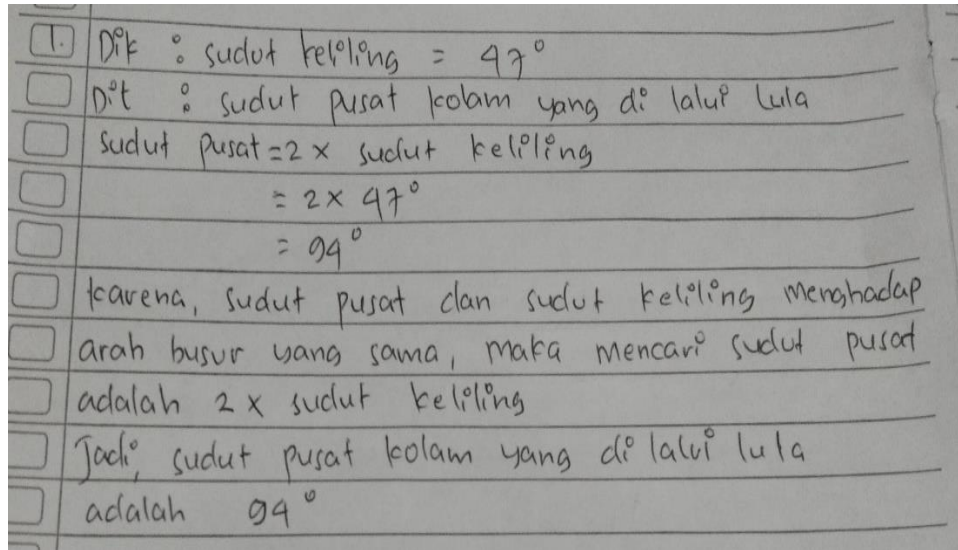 1. Dik : sudut keliling = 47°
Dit : sudut pusat kolam yang di lalui lula
Sudut pusat = 2 x sudut keliling
= 2 x 47°
= 94°
karena, sudut pusat dan sudut keliling menghadap
arah busur yang sama, maka mencari sudut pusat
adalah 2 x sudut keliling
Jadi, sudut pusat kolam yang di lalui lula
adalah 94°